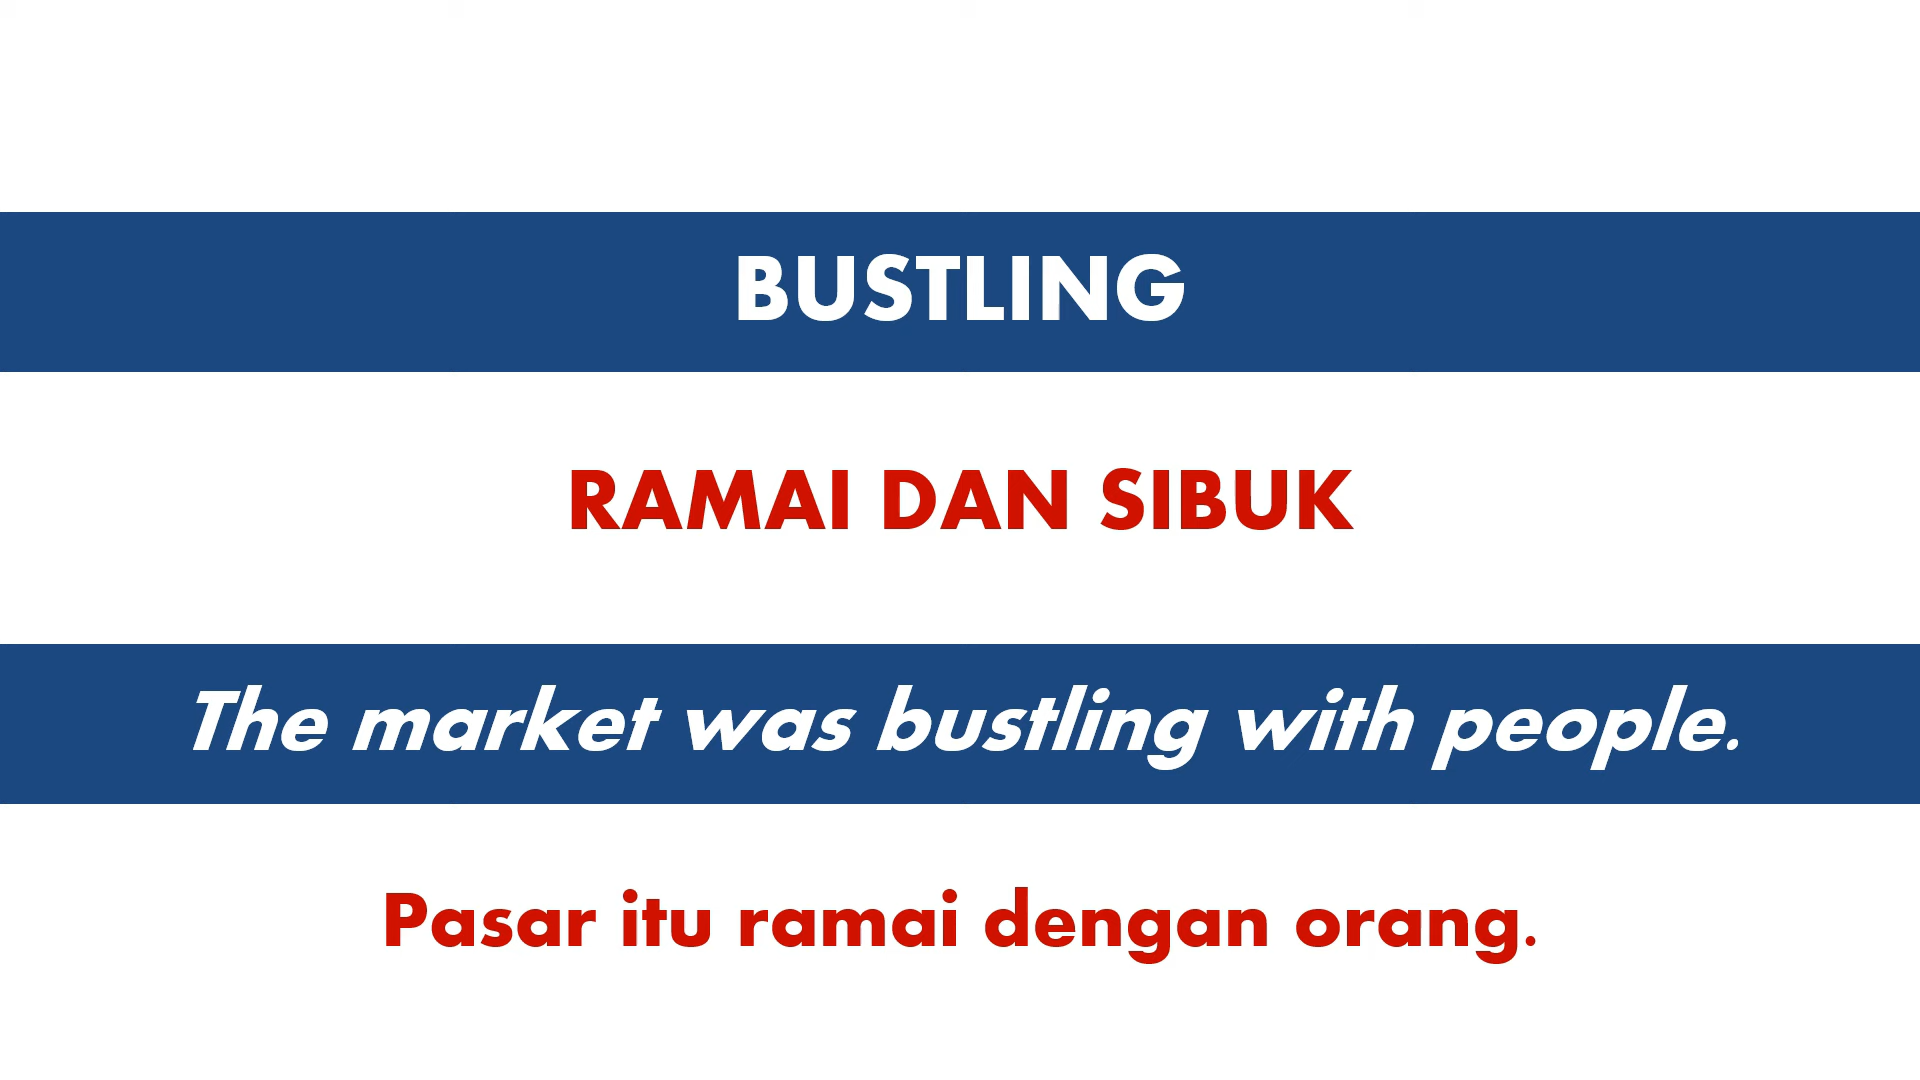 BUSTLING
RAMAI DAN SIBUK
The market was bustling with people.
Pasar itu ramai dengan orang.